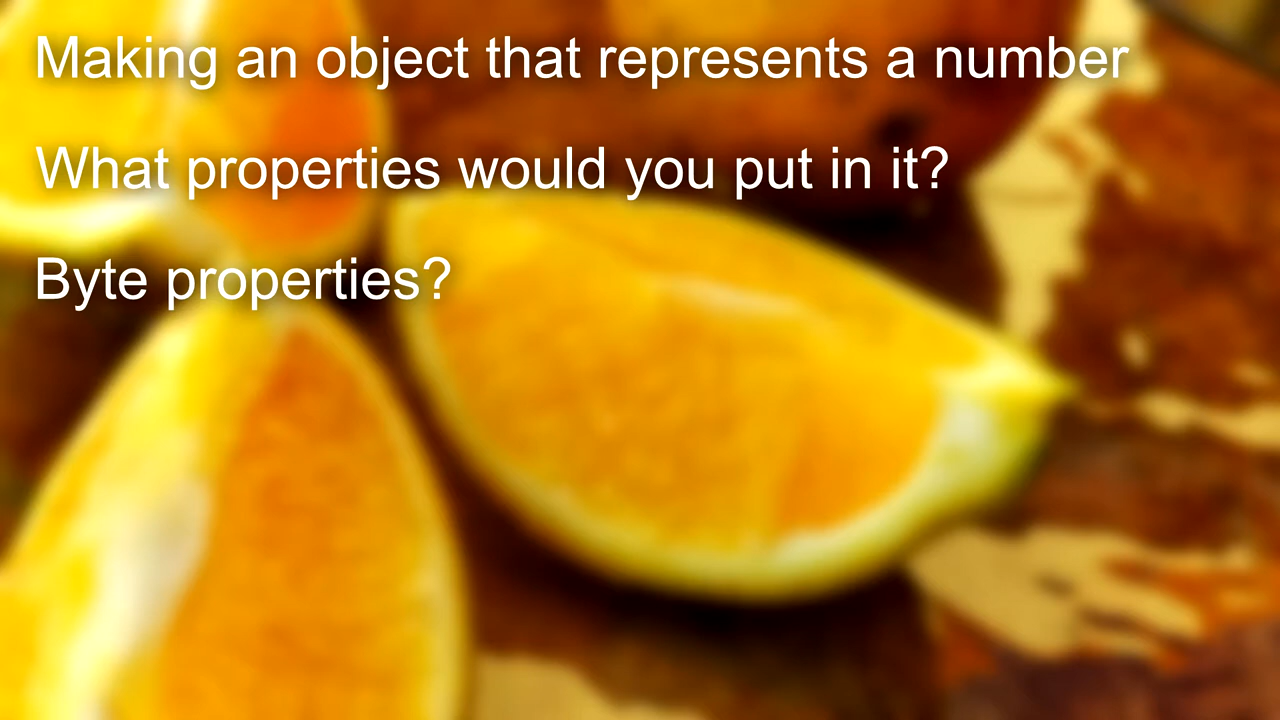 Making an object that represents a number
What properties would you put in it?
Byte properties?